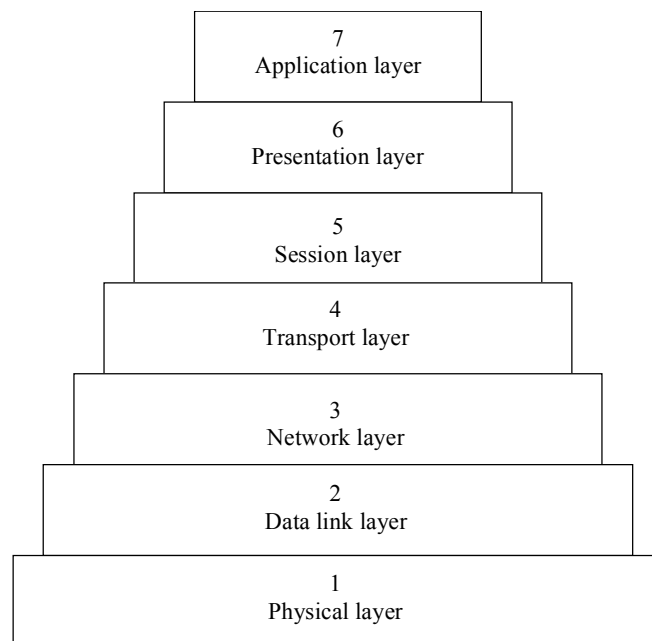 7
Application layer
6
Presentation layer
5
Session layer
4
Transport layer
3
Network layer
2
Data link layer
1
Physical layer